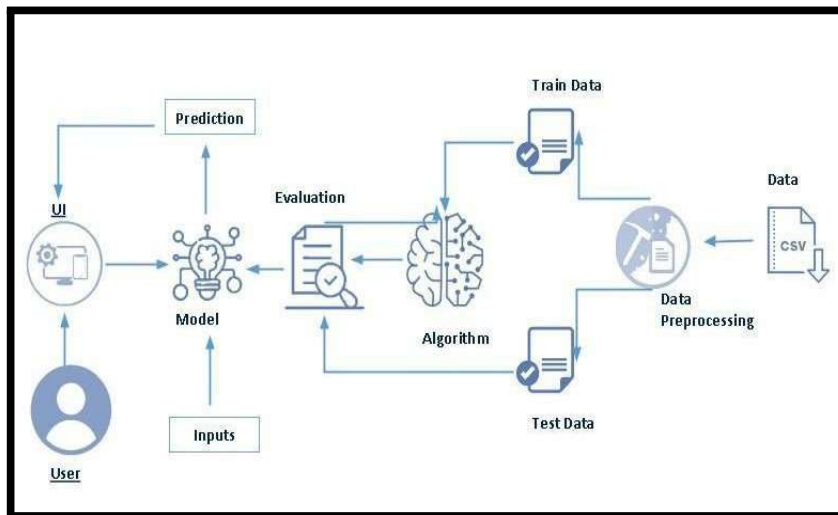 Train Data
Prediction
Data
UI
Evaluation
CSV
Model
Algorithm
Data
Preprocessing
Inputs
Test Data
User